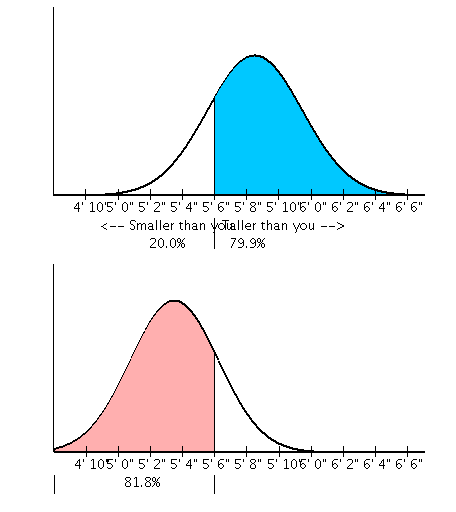 4' 10" 5' 0" 5' 2" 5' 4" 5' 6" 5' 8" 5' 10" 6' 0" 6' 2" 6' 4" 6' 6"
<-- Smaller than you Taller than you -->
20.0% 79.9%
4' 10" 5' 0" 5' 2" 5' 4" 5' 6" 5' 8" 5' 10" 6' 0" 6' 2" 6' 4" 6' 6"
81.8%